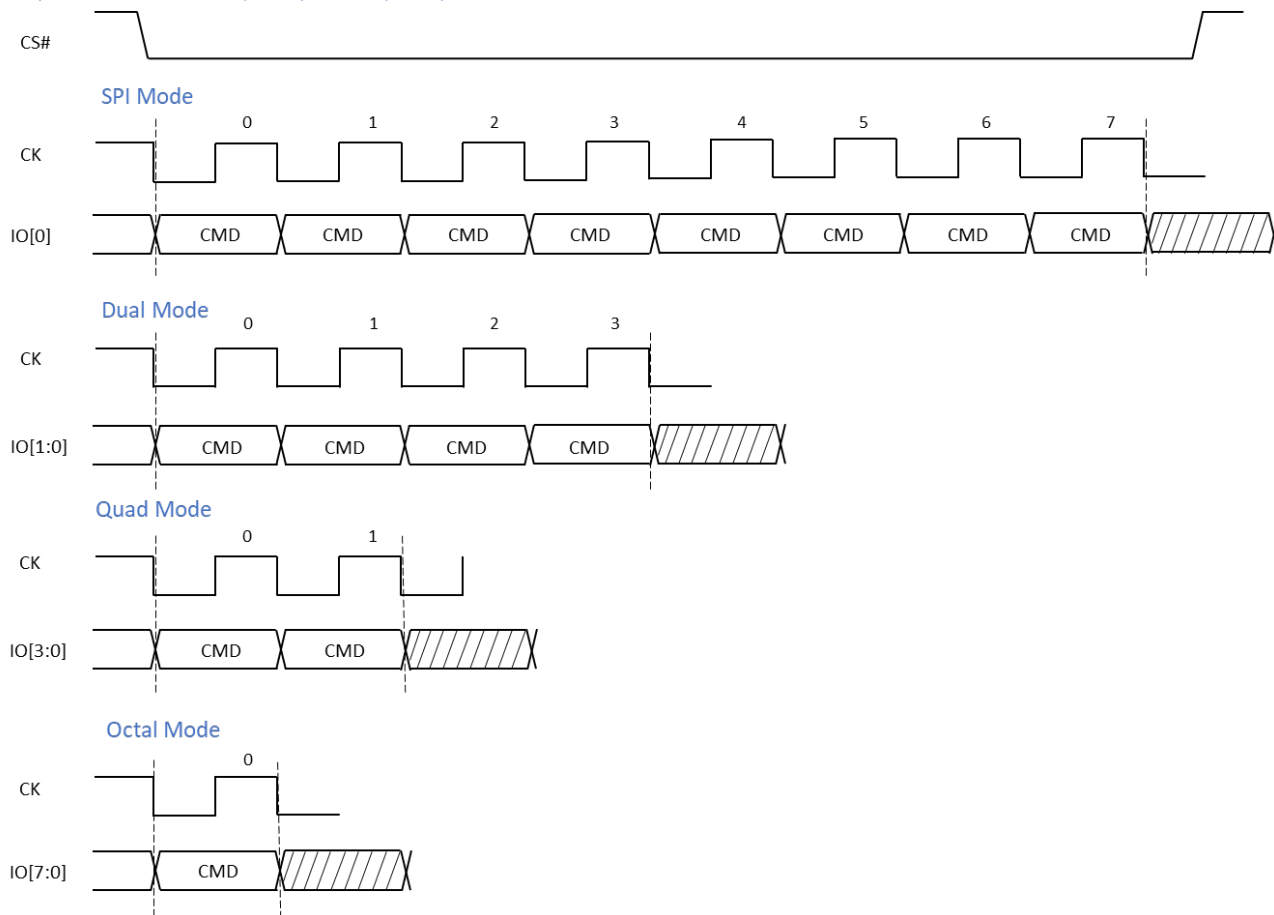 CS#
SPI Mode
0 1 2 3 4 5 6 7
CK
IO[0] CMD CMD CMD CMD CMD CMD CMD CMD
Dual Mode
0 1 2 3
CK
IO[1:0] CMD CMD CMD CMD
Quad Mode
0 1
CK
IO[3:0] CMD CMD
Octal Mode
0
CK
IO[7:0] CMD